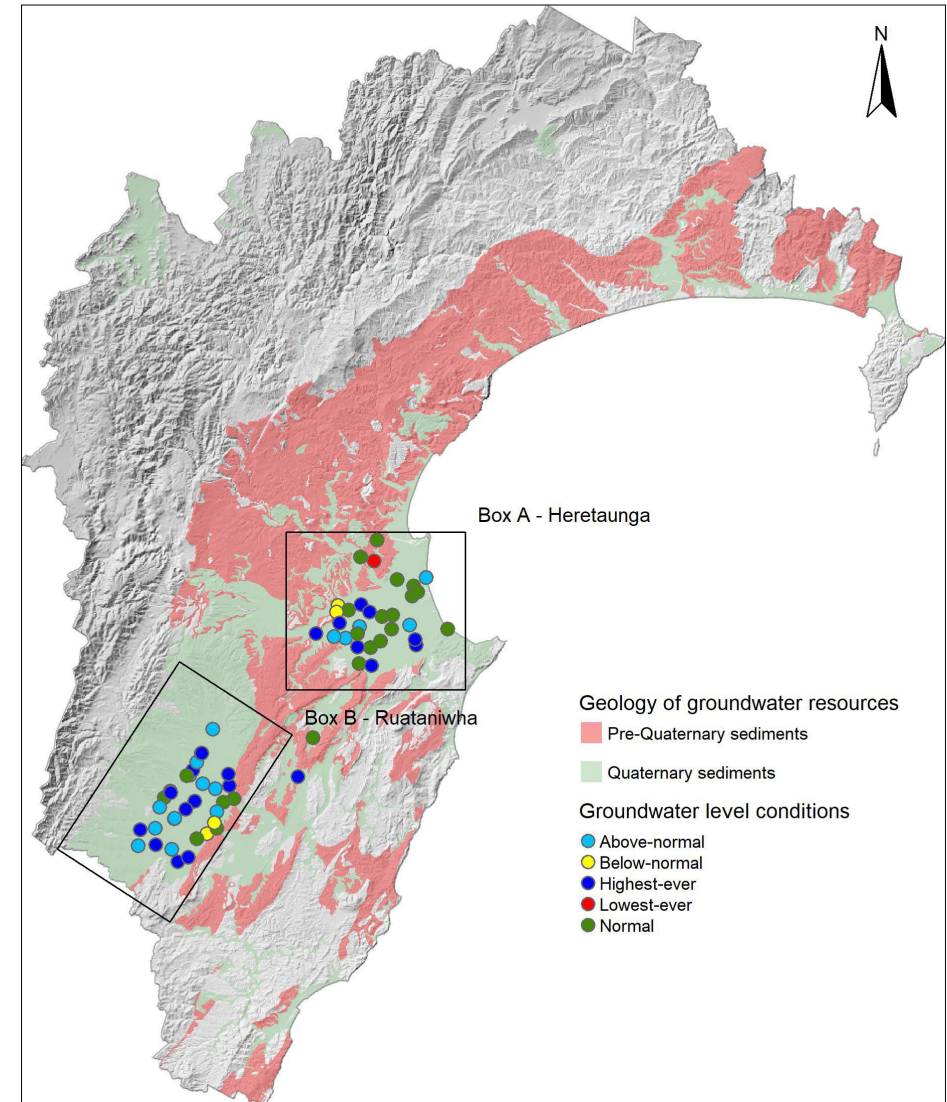 N
Box A - Heretaunga
Box B - Ruataniwha
Geology of groundwater resources
Pre-Quaternary sediments
Quaternary sediments
Groundwater level conditions
Above-normal
Below-normal
Highest-ever
Lowest-ever
Normal